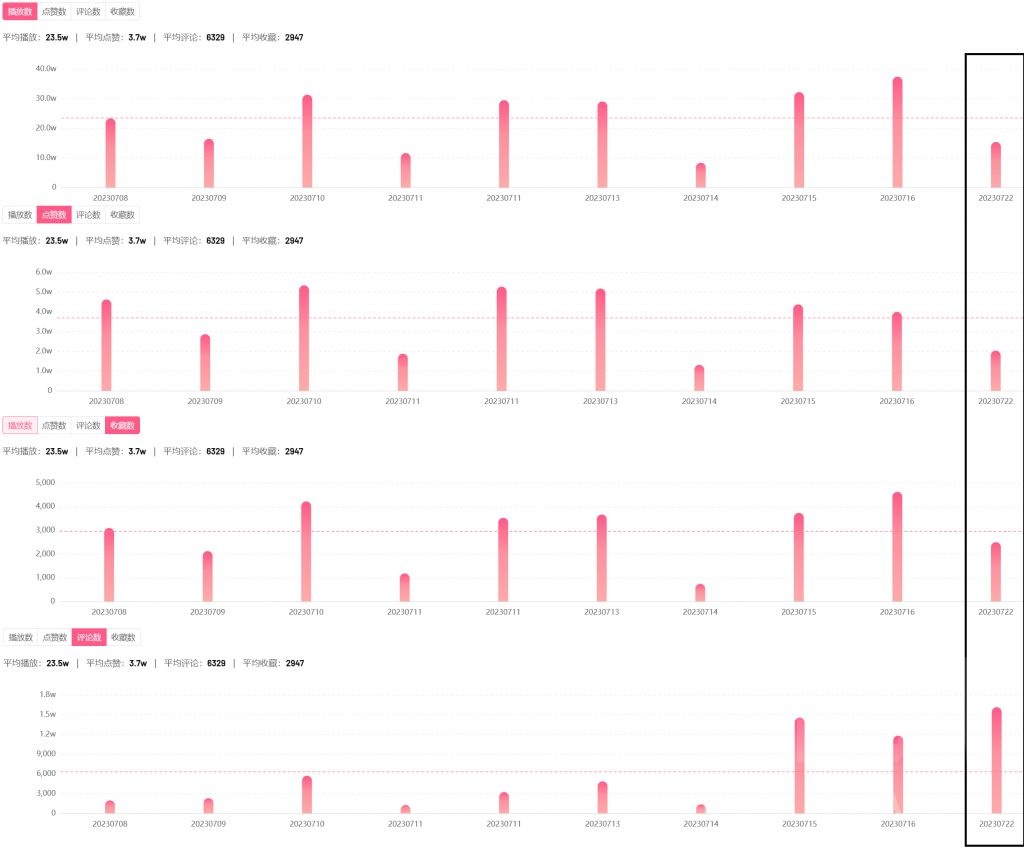 播放数 点赞数 评论数 收藏数
平均播放：23.5w | 平均点赞：3.7w | 平均评论：6329 | 平均收藏：2947
40.0w
30.0w
20.0w
10.0w
0
20230708 20230709 20230710 20230711 20230711 20230713 20230714 20230715 20230716 20230722
播放数 点赞数 评论数 收藏数
平均播放：23.5w | 平均点赞：3.7w | 平均评论：6329 | 平均收藏：2947
6.0w
5.0w
4.0w
3.0w
2.0w
1.0w
0
20230708 20230709 20230710 20230711 20230711 20230713 20230714 20230715 20230716 20230722
播放数 点赞数 评论数 收藏数
平均播放：23.5w | 平均点赞：3.7w | 平均评论：6329 | 平均收藏：2947
5,000
4,000
3,000
2,000
1,000
0
20230708 20230709 20230710 20230711 20230711 20230713 20230714 20230715 20230716 20230722
播放数 点赞数 评论数 收藏数
平均播放：23.5w | 平均点赞：3.7w | 平均评论：6329 | 平均收藏：2947
1.8w
1.5w
1.2w
9,000
6,000
3,000
0
20230708 20230709 20230710 20230711 20230711 20230713 20230714 20230715 20230716 20230722